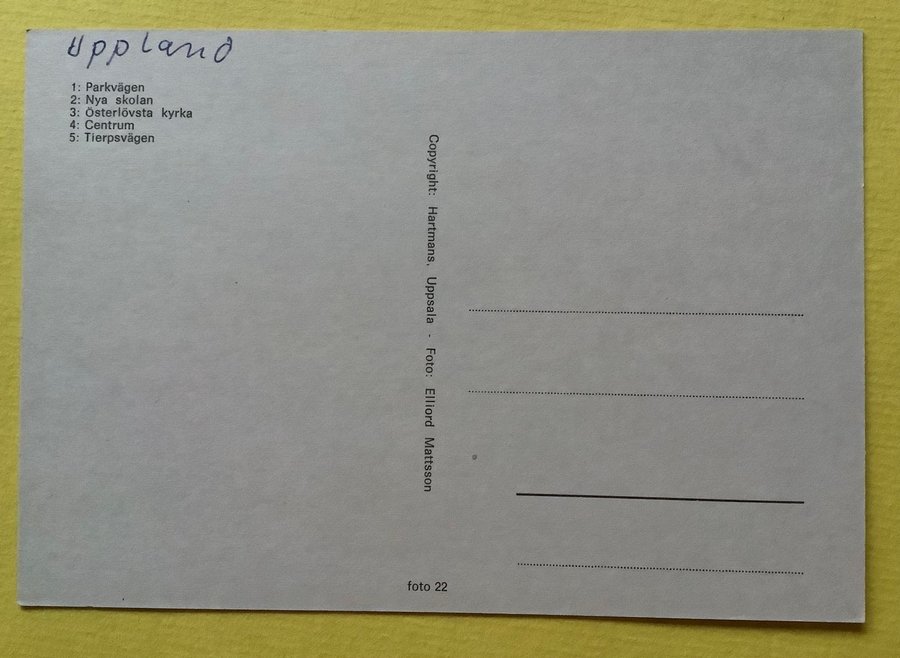 Uppland
1: Parkvägen
2: Nya skolan
3: Österlövsta kyrka
4: Centrum
5: Tierpsvägen
Copyright: Hartmans, Uppsala - Foto: Elliord Mattsson
foto 22